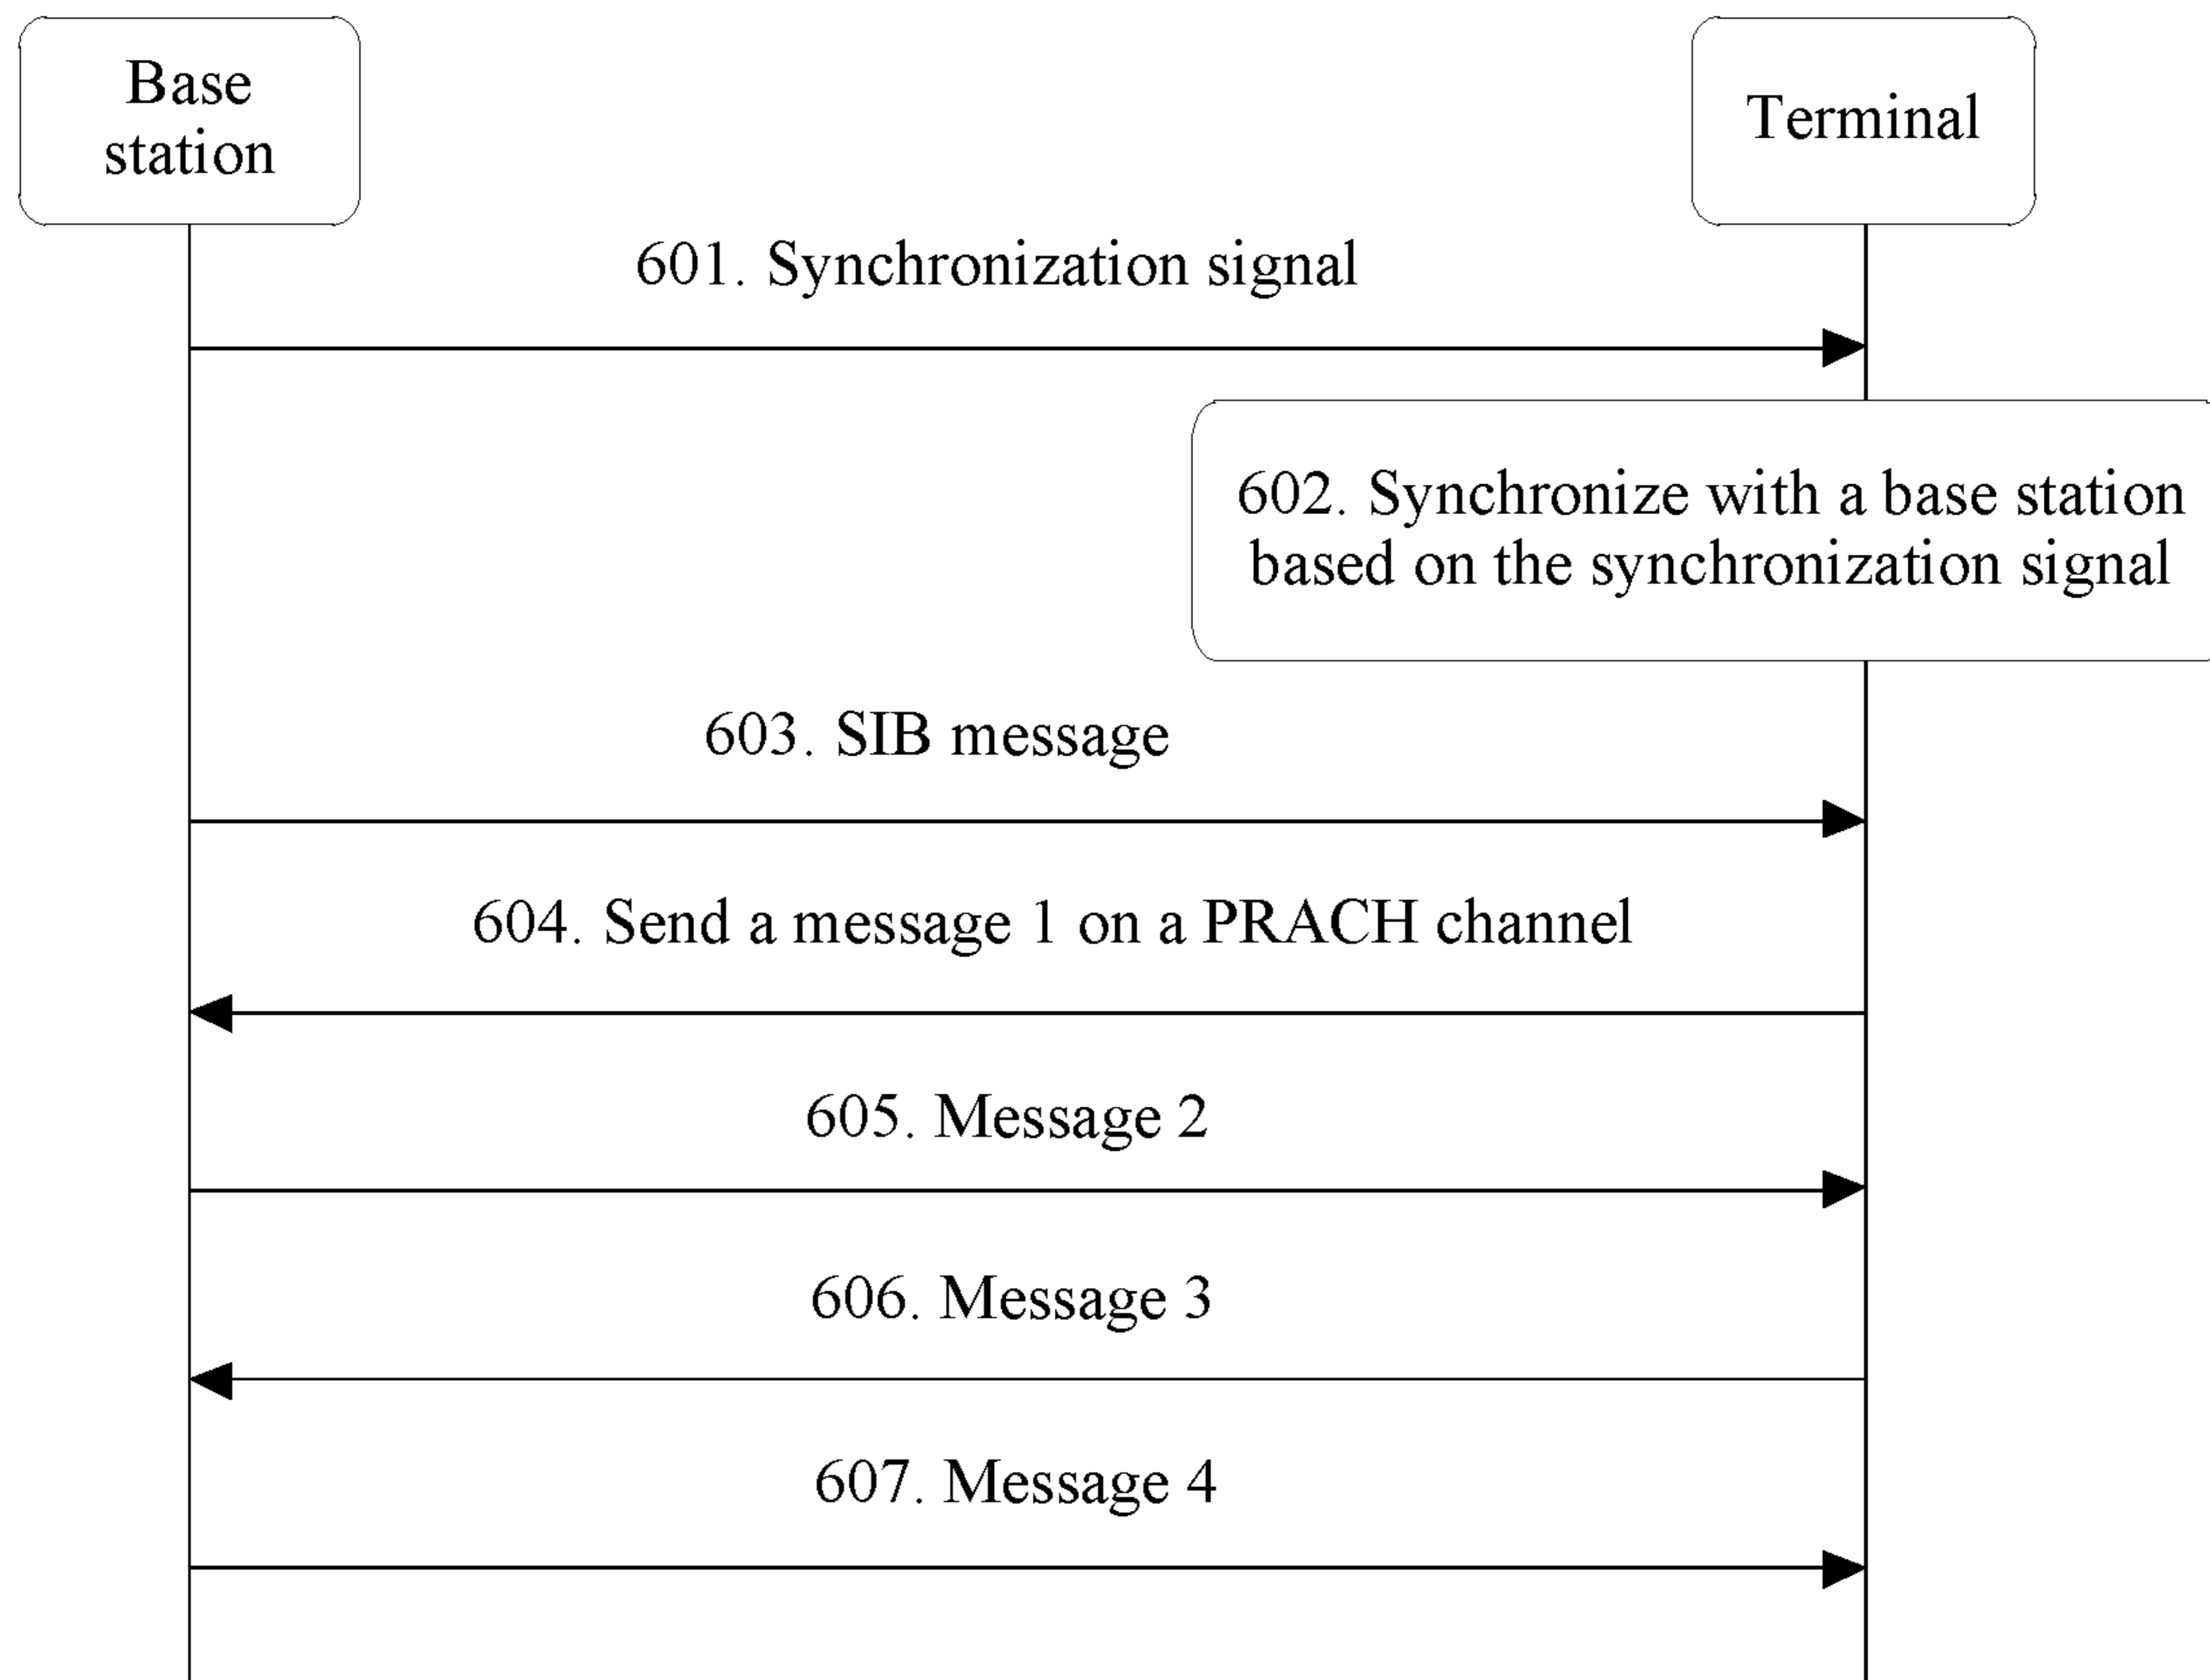 Base
station
Terminal
601. Synchronization signal
602. Synchronize with a base station
based on the synchronization signal
603. SIB message
604. Send a message 1 on a PRACH channel
605. Message 2
606. Message 3
607. Message 4